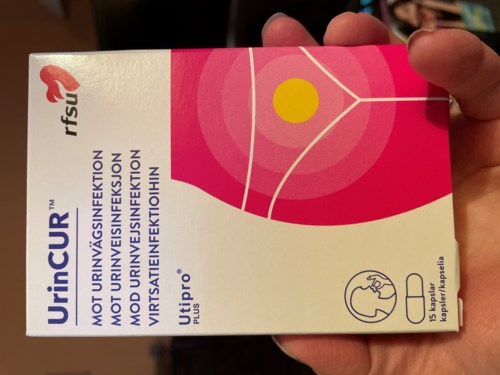 rfsu
UrinCUR™
MOT URINVÄGSINFEKTION
MOT URINVEISINFEKSJON
MOD URINVEJSINFEKTION
VIRTSATIEINFEKTIOIHIN
Utipro®
PLUS
15 kapslar
kapsler/kapselia